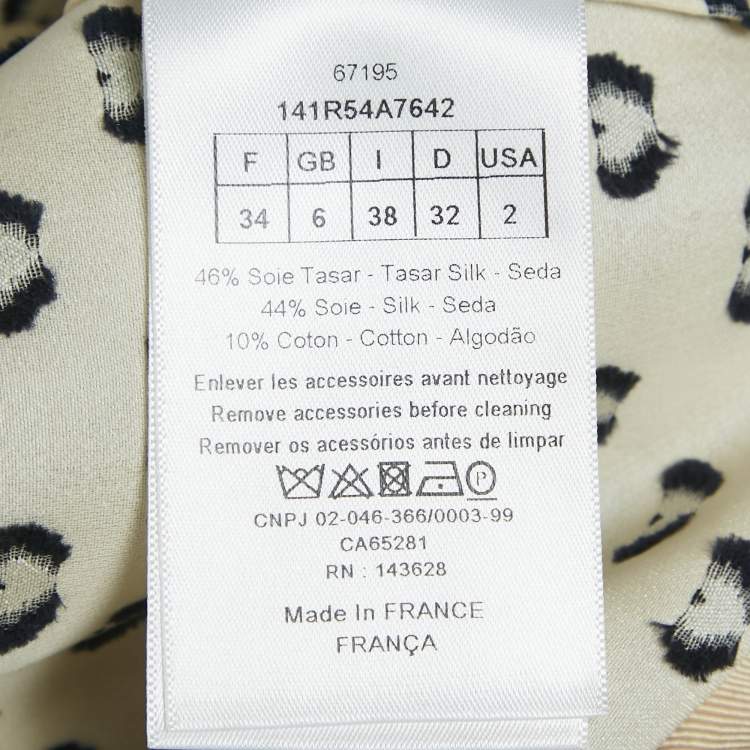 67195
141R54A7642
F GB I D USA
34 6 38 32 2
46% Soie Tasar - Tasar Silk - Seda
44% Soie - Silk - Seda
10% Coton - Cotton - Algodão
Enlever les accessoires avant nettoyage
Remove accessories before cleaning
Remover os acessórios antes de limpar
P
CNPJ 02-046-366/0003-99
CA65281
RN : 143628
Made In FRANCE
FRANÇA